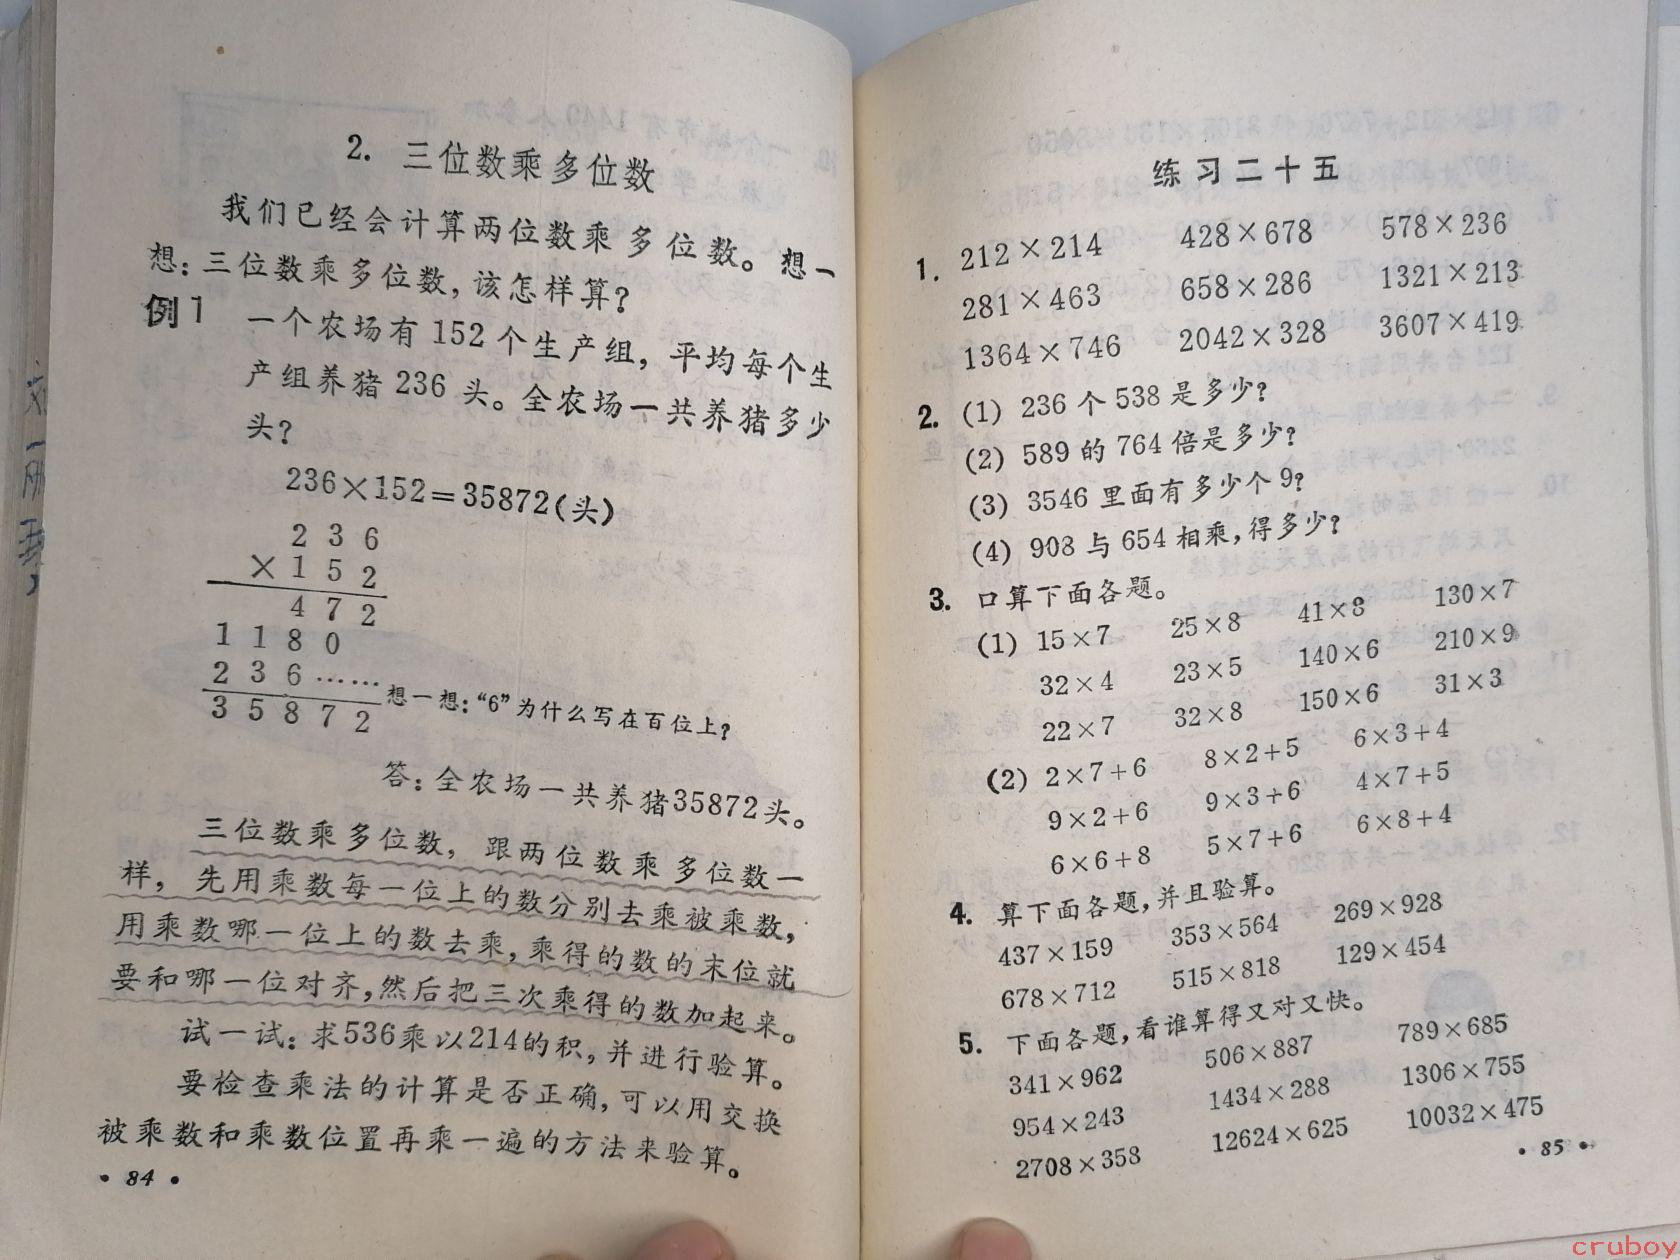 2. 三位数乘多位数
我们已经会计算两位数乘多位数。想一
想：三位数乘多位数，该怎样算？
例1 一个农场有152个生产组，平均每个生
产组养猪236头。全农场一共养猪多少
头？
236×152=35872(头)
2 3 6
×1 5 2
4 7 2
1 1 8 0
2 3 6 …… 想一想：“6”为什么写在百位上？
3 5 8 7 2
答：全农场一共养猪35872头。
三位数乘多位数，跟两位数乘多位数一
样，先用乘数每一位上的数分别去乘被乘数，
用乘数哪一位上的数去乘，乘得的数的末位就
要和哪一位对齐，然后把三次乘得的数加起来。
试一试：求536乘以214的积，并进行验算。
要检查乘法的计算是否正确，可以用交换
被乘数和乘数位置再乘一遍的方法来验算。
• 84 •
练习二十五
1. 212×214 428×678 578×236
281×463 658×286 1321×213
1364×746 2042×328 3607×419
2. (1) 236个538是多少？
(2) 589的764倍是多少？
(3) 3546里面有多少个9？
(4) 908与654相乘，得多少？
3. 口算下面各题。
(1) 15×7 25×8 41×8 130×7
32×4 23×5 140×6 210×9
22×7 32×8 150×6 31×3
(2) 2×7+6 8×2+5 6×3+4
9×2+6 9×3+6 4×7+5
6×6+8 5×7+6 6×8+4
4. 算下面各题，并且验算。
437×159 353×564 269×928
678×712 515×818 129×454
5. 下面各题，看谁算得又对又快。
341×962 506×887 789×685
954×243 1434×288 1306×755
2708×358 12624×625 10032×475
• 85 •
cruboy